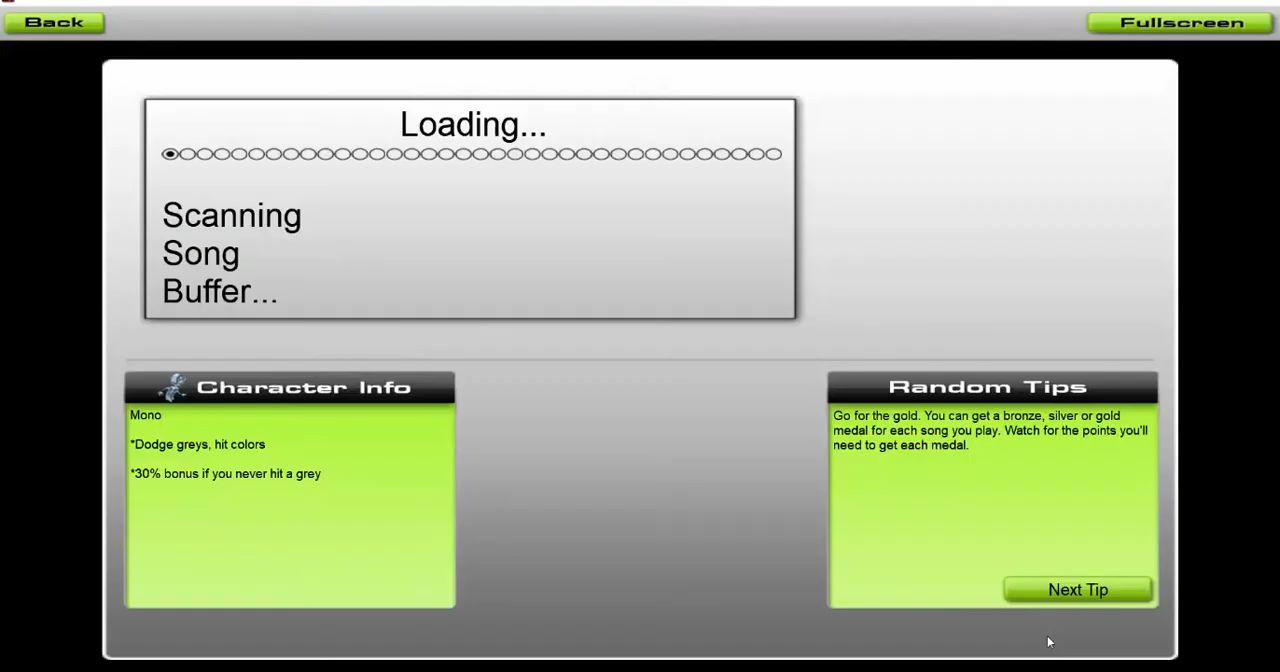 Back
Fullscreen
Loading...
Scanning
Song
Buffer...
Character Info
Mono
*Dodge greys, hit colors
*30% bonus if you never hit a grey
Random Tips
Go for the gold. You can get a bronze, silver or gold
medal for each song you play. Watch for the points you'll
need to get each medal.
Next Tip